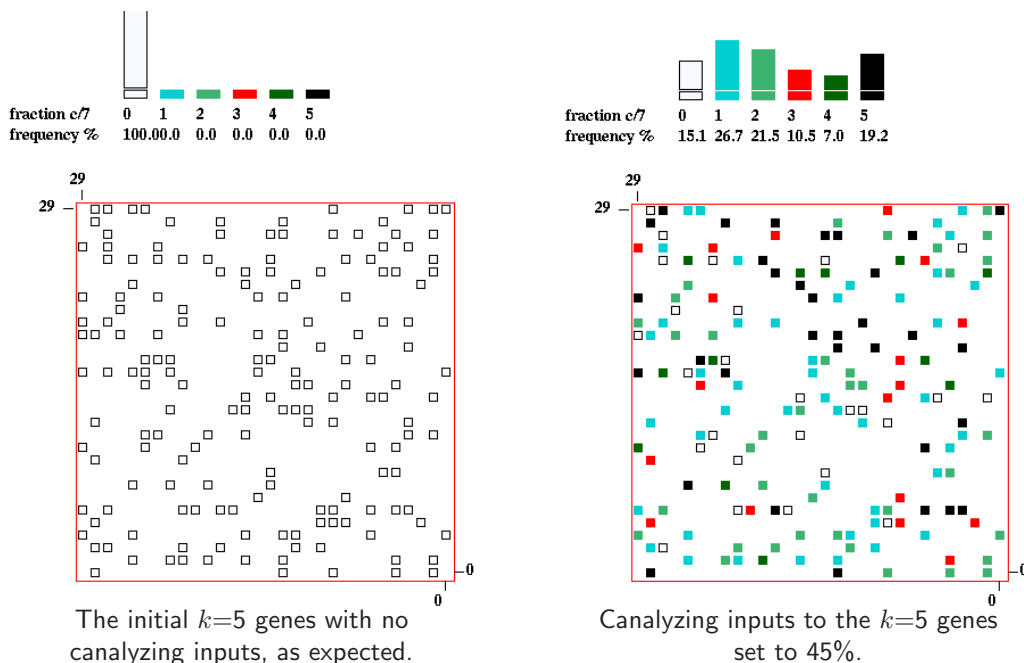 fraction c/7 0 1 2 3 4 5
frequency % 100.00.0 0.0 0.0 0.0 0.0
29
29
0
0
The initial k=5 genes with no
canalyzing inputs, as expected.
fraction c/7 0 1 2 3 4 5
frequency % 15.1 26.7 21.5 10.5 7.0 19.2
29
29
0
0
Canalyzing inputs to the k=5 genes
set to 45%.